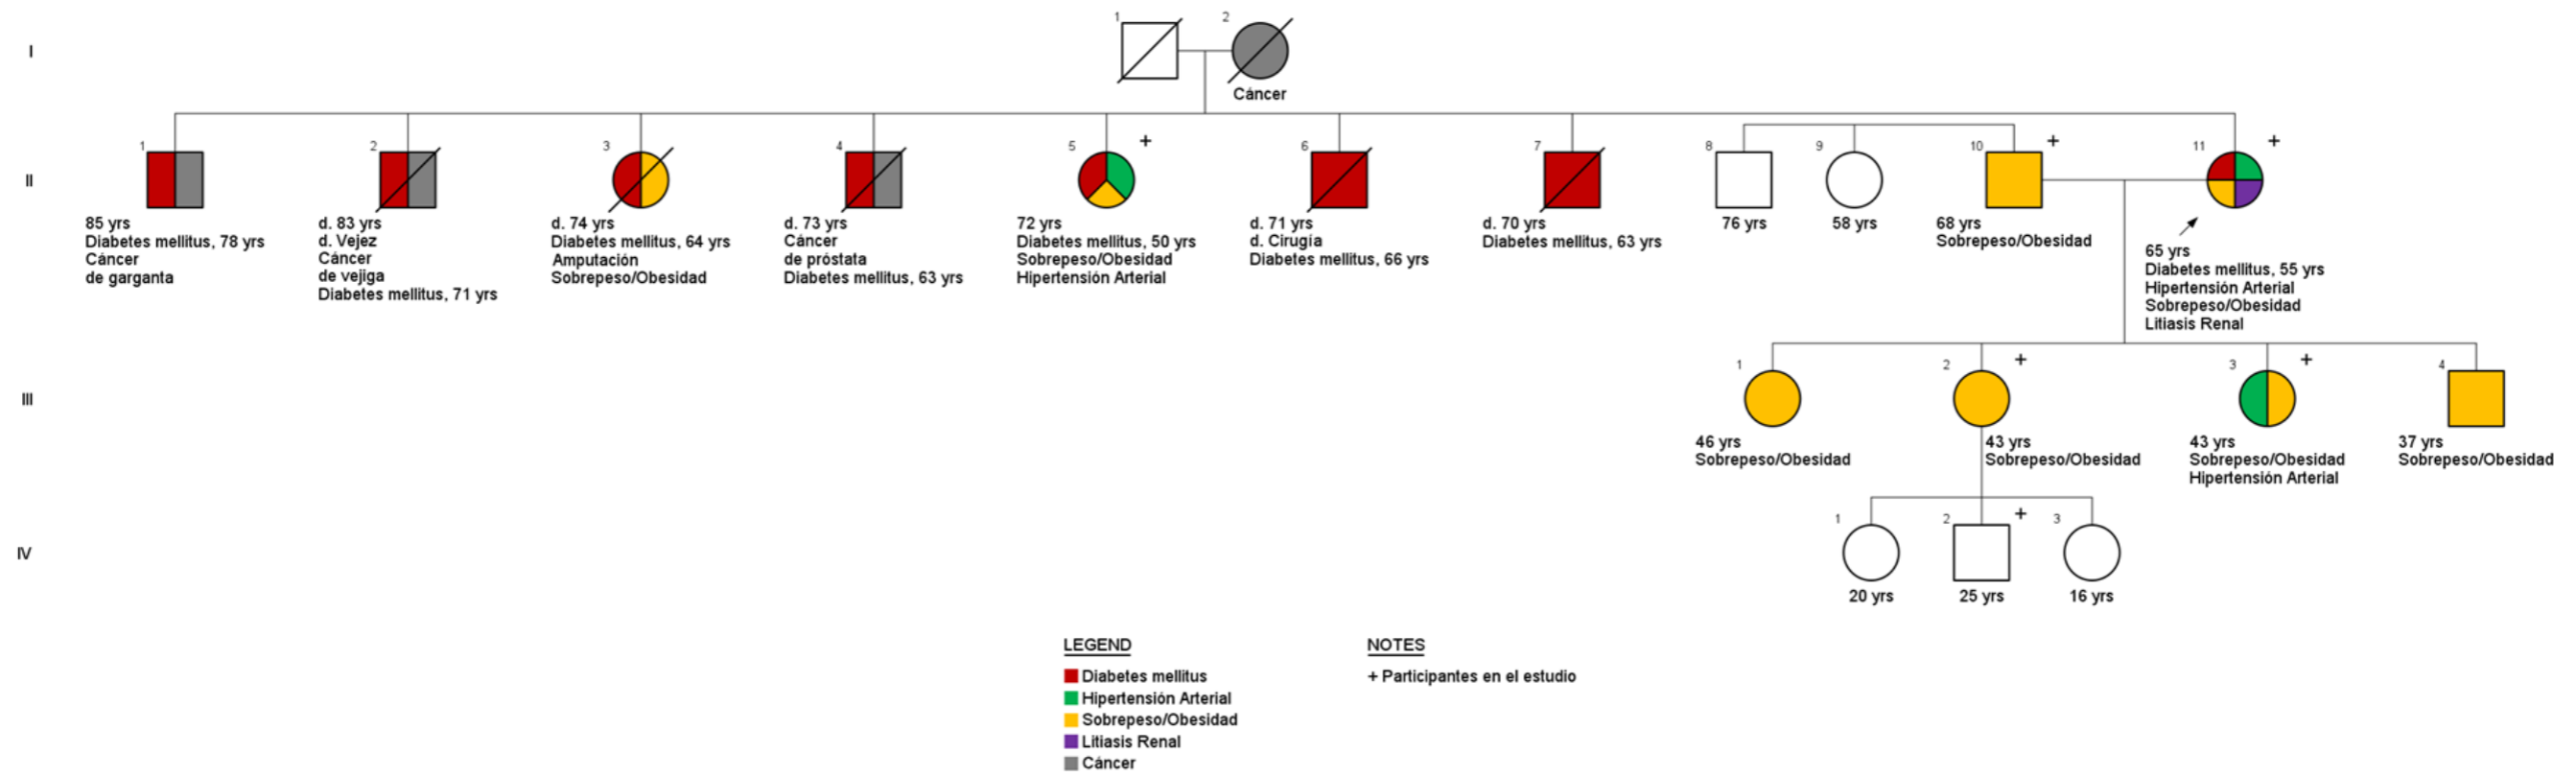 I
1
2
Cáncer
II
1
85 yrs
Diabetes mellitus, 78 yrs
Cáncer
de garganta
2
d. 83 yrs
d. Vejez
Cáncer
de vejiga
Diabetes mellitus, 71 yrs
3
d. 74 yrs
Diabetes mellitus, 64 yrs
Amputación
Sobrepeso/Obesidad
4
d. 73 yrs
Cáncer
de próstata
Diabetes mellitus, 63 yrs
5
+
72 yrs
Diabetes mellitus, 50 yrs
Sobrepeso/Obesidad
Hipertensión Arterial
6
d. 71 yrs
d. Cirugía
Diabetes mellitus, 66 yrs
7
d. 70 yrs
Diabetes mellitus, 63 yrs
8
76 yrs
9
58 yrs
10
+
68 yrs
Sobrepeso/Obesidad
11
+
65 yrs
Diabetes mellitus, 55 yrs
Hipertensión Arterial
Sobrepeso/Obesidad
Litiasis Renal
III
1
46 yrs
Sobrepeso/Obesidad
2
+
43 yrs
Sobrepeso/Obesidad
3
+
43 yrs
Sobrepeso/Obesidad
Hipertensión Arterial
4
37 yrs
Sobrepeso/Obesidad
IV
1
20 yrs
2
+
25 yrs
3
16 yrs
LEGEND
Diabetes mellitus
Hipertensión Arterial
Sobrepeso/Obesidad
Litiasis Renal
Cáncer
NOTES
+ Participantes en el estudio